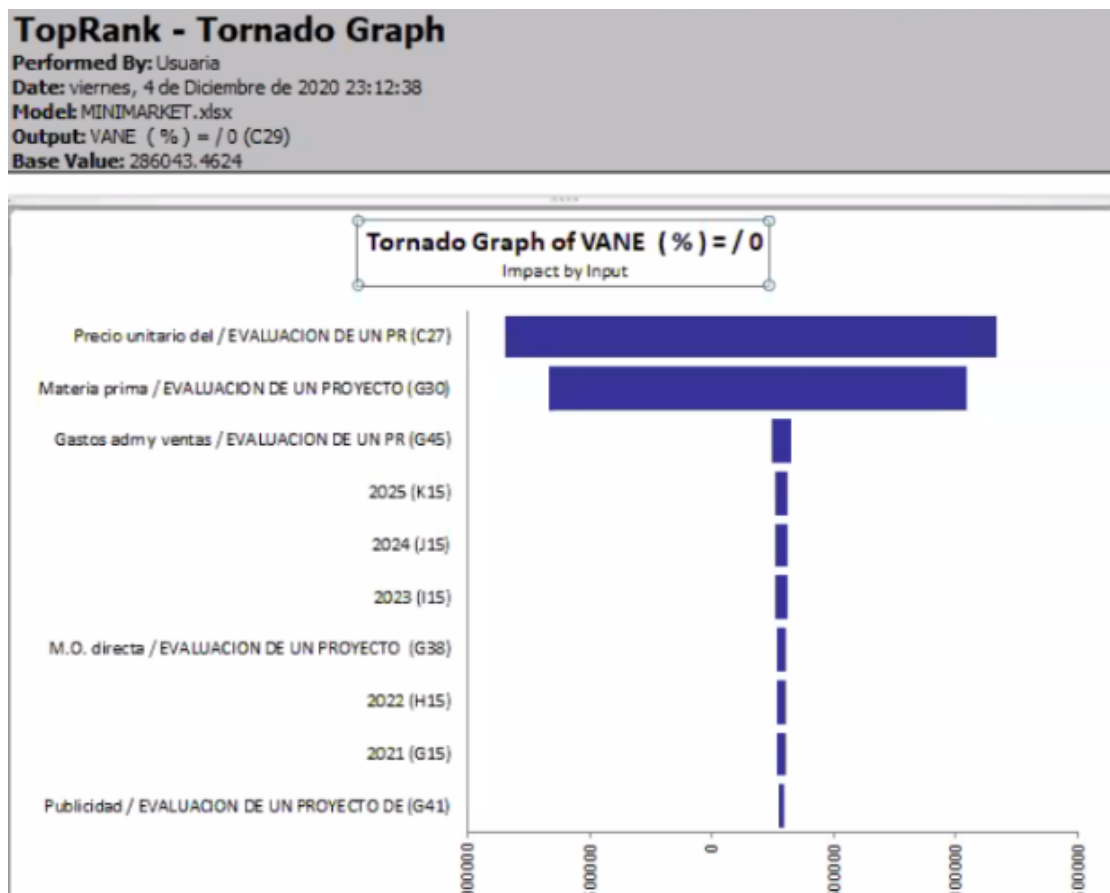 TopRank - Tornado Graph
Performed By: Usuaria
Date: viernes, 4 de Diciembre de 2020 23:12:38
Model: MINIMARKET.xlsx
Output: VANE ( % ) = / 0 (C29)
Base Value: 286043.4624
Tornado Graph of VANE ( % ) = / 0
Impact by Input
Precio unitario del / EVALUACION DE UN PR (C27)
Materia prima / EVALUACION DE UN PROYECTO (G30)
Gastos adm y ventas / EVALUACION DE UN PR (G45)
2025 (K15)
2024 (J15)
2023 (I15)
M.O. directa / EVALUACION DE UN PROYECTO (G38)
2022 (H15)
2021 (G15)
Publicidad / EVALUACION DE UN PROYECTO DE (G41)
0